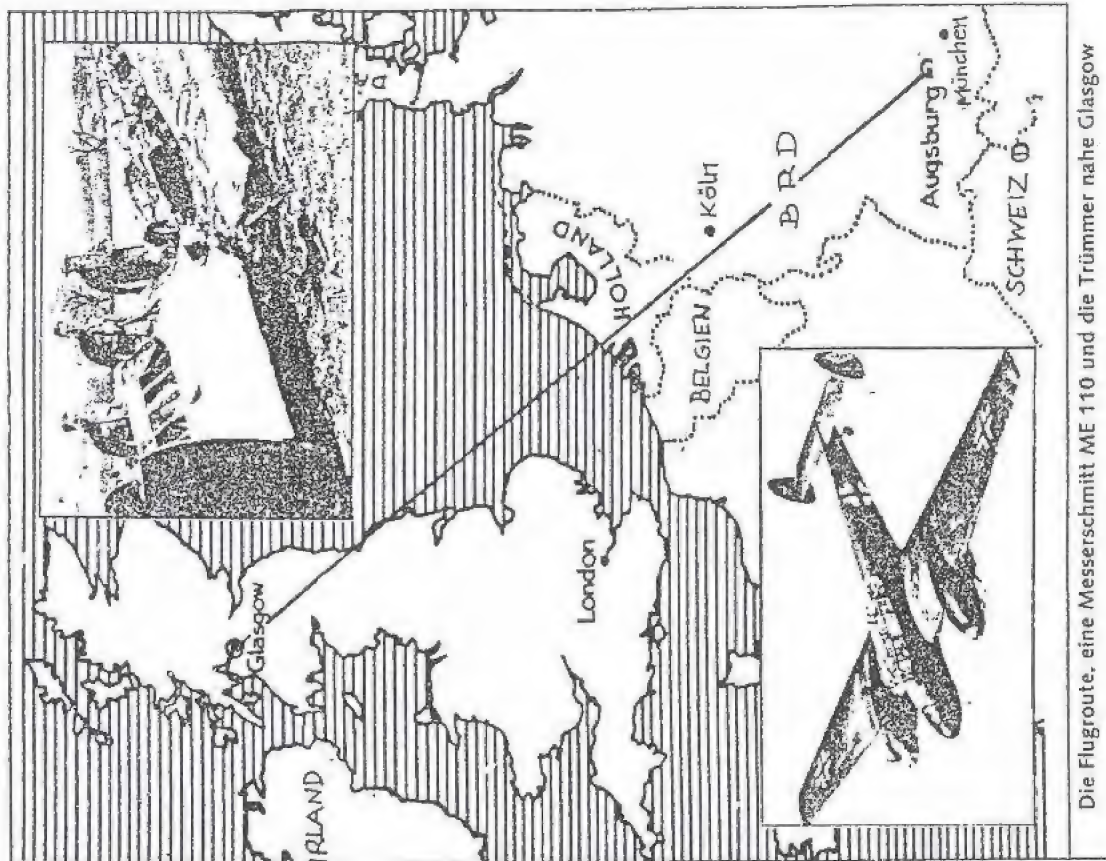 Glasgow
IRLAND
London
HOLLAND
BELGIEN
Köln
BRD
Augsburg
München
SCHWEIZ
Die Flugroute, eine Messerschmitt ME 110 und die Trümmer nahe Glasgow